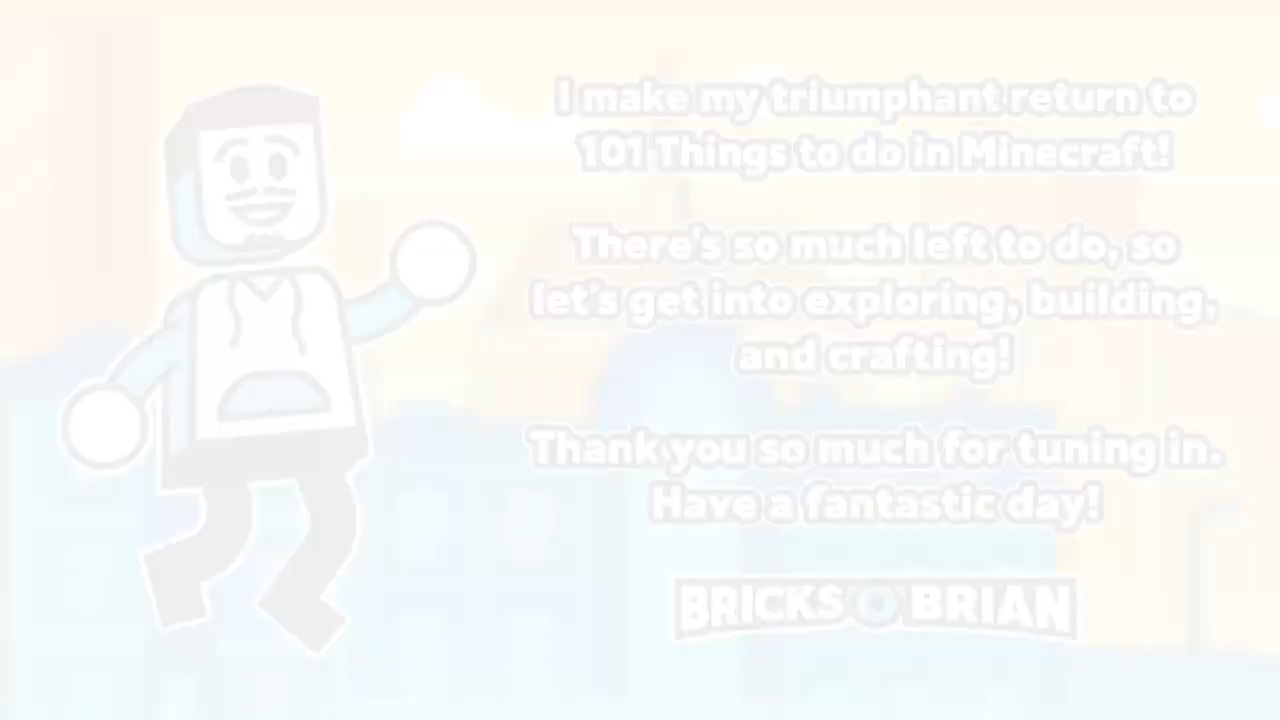 I make my triumphant return to
101 Things to do in Minecraft!
There's so much left to do, so
let's get into exploring, building,
and crafting!
Thank you so much for tuning in.
Have a fantastic day!
BRICKS 'O' BRIAN